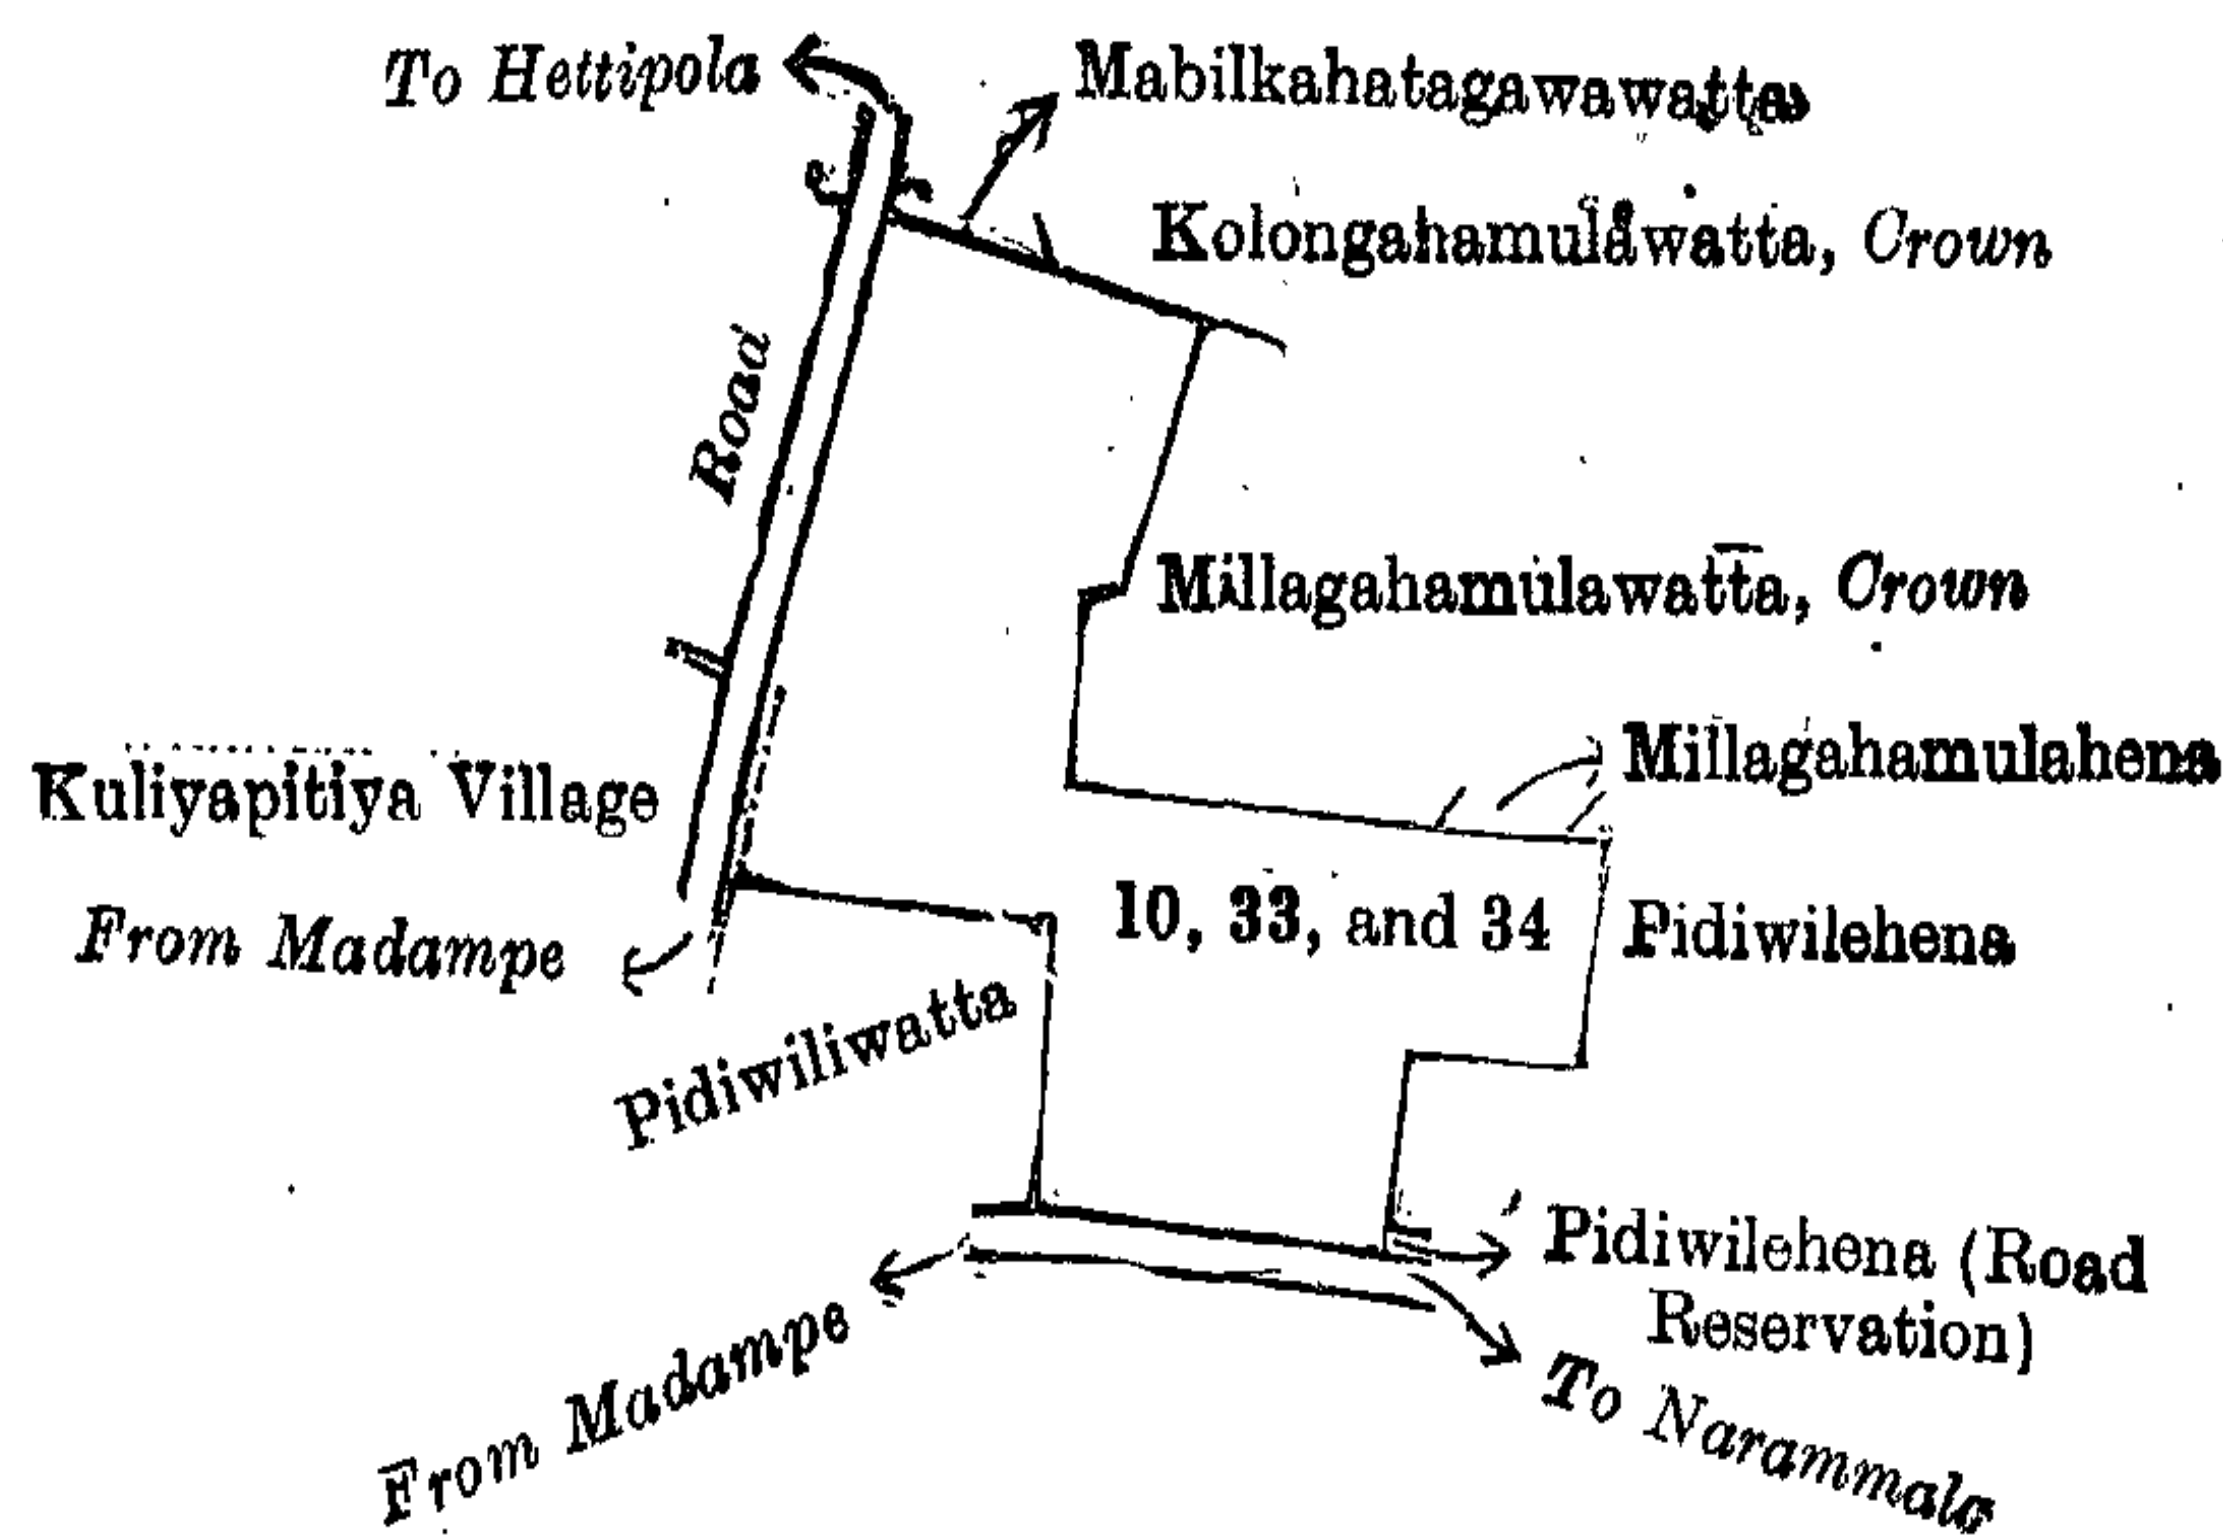 To Hettipola
Mabilkahatagawawatta
Kolongahamulawatta, Crown
Road
Millagahamulawatta, Crown
Millagahamulahena
Kuliyapitiya Village
10, 33, and 34
Pidiwilehena
From Madampe
Pidiwiliwatta
Pidiwilehena (Road
Reservation)
From Madampe
To Narammala